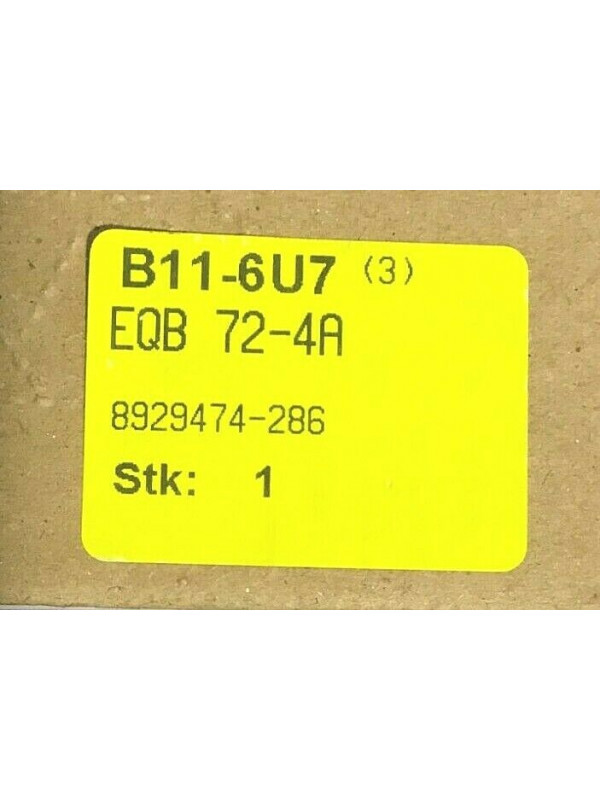 B11-6U7 (3)
EQB 72-4A
8929474-286
Stk: 1